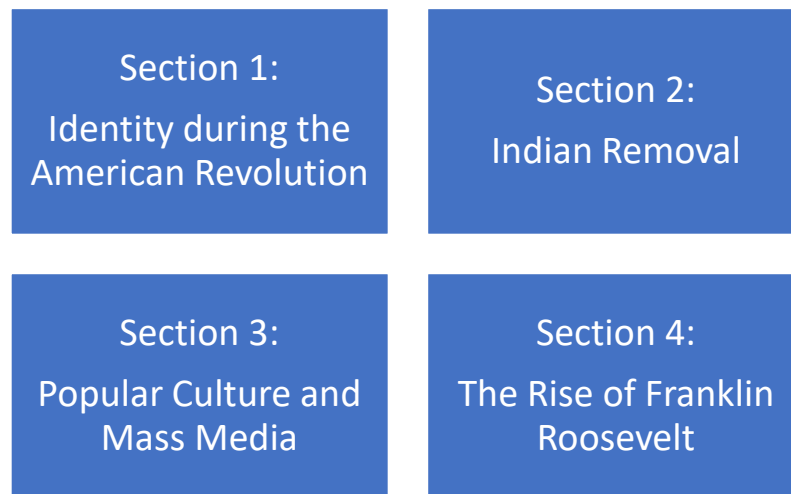 Section 1:
Identity during the
American Revolution
Section 2:
Indian Removal
Section 3:
Popular Culture and
Mass Media
Section 4:
The Rise of Franklin
Roosevelt